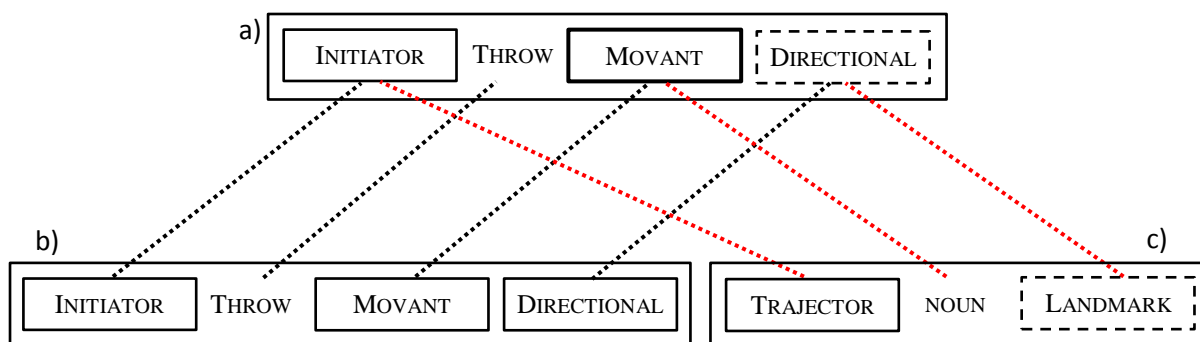 a) INITIATOR THROW MOVANT DIRECTIONAL
b) c)
INITIATOR THROW MOVANT DIRECTIONAL TRAJECTOR NOUN LANDMARK